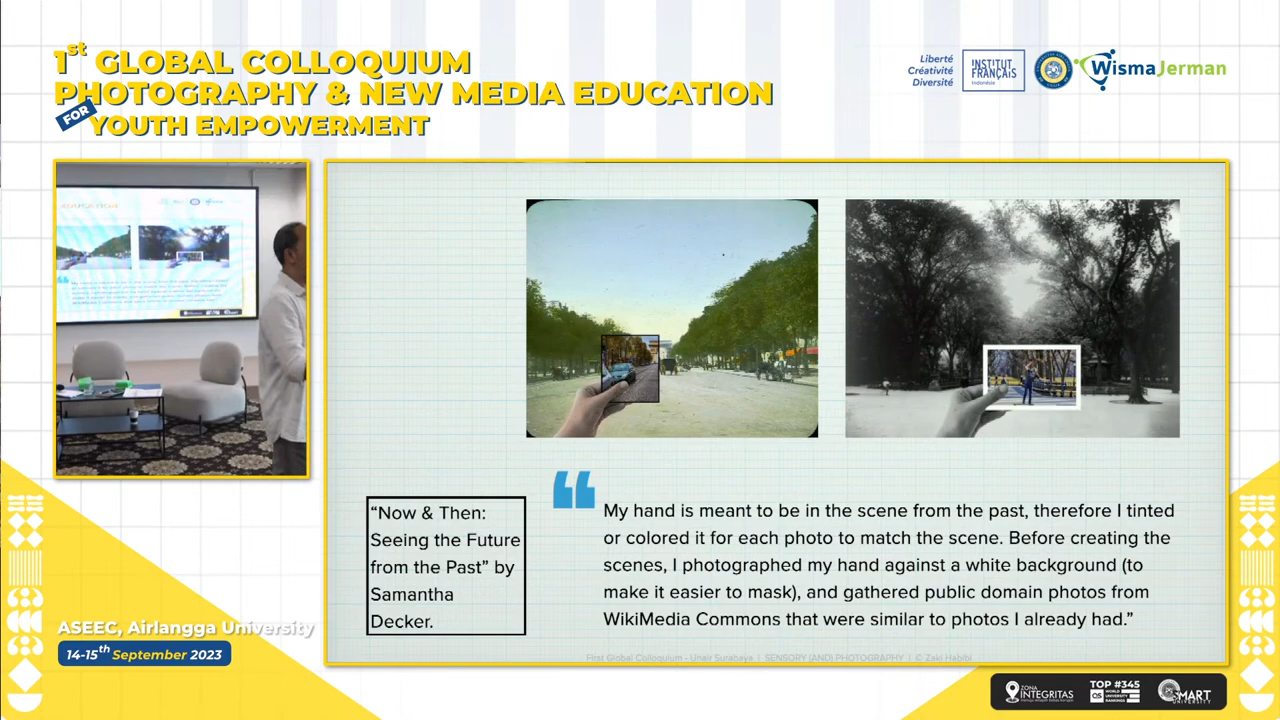 1st GLOBAL COLLOQUIUM
PHOTOGRAPHY & NEW MEDIA EDUCATION
FOR YOUTH EMPOWERMENT
Liberté
Créativité
Diversité
INSTITUT
FRANÇAIS
Indonésie
WismaJerman
“Now & Then:
Seeing the Future
from the Past” by
Samantha
Decker.
“
My hand is meant to be in the scene from the past, therefore I tinted
or colored it for each photo to match the scene. Before creating the
scenes, I photographed my hand against a white background (to
make it easier to mask), and gathered public domain photos from
WikiMedia Commons that were similar to photos I already had.”
First Global Colloquium - Unair Surabaya | SENSORY (AND) PHOTOGRAPHY | © Zaki Habibi
ASEEC, Airlangga University
14-15th September 2023
ZONA
INTEGRITAS
TOP #345
QS WORLD
UNIVERSITY
RANKINGS
SMART
UNIVERSITY